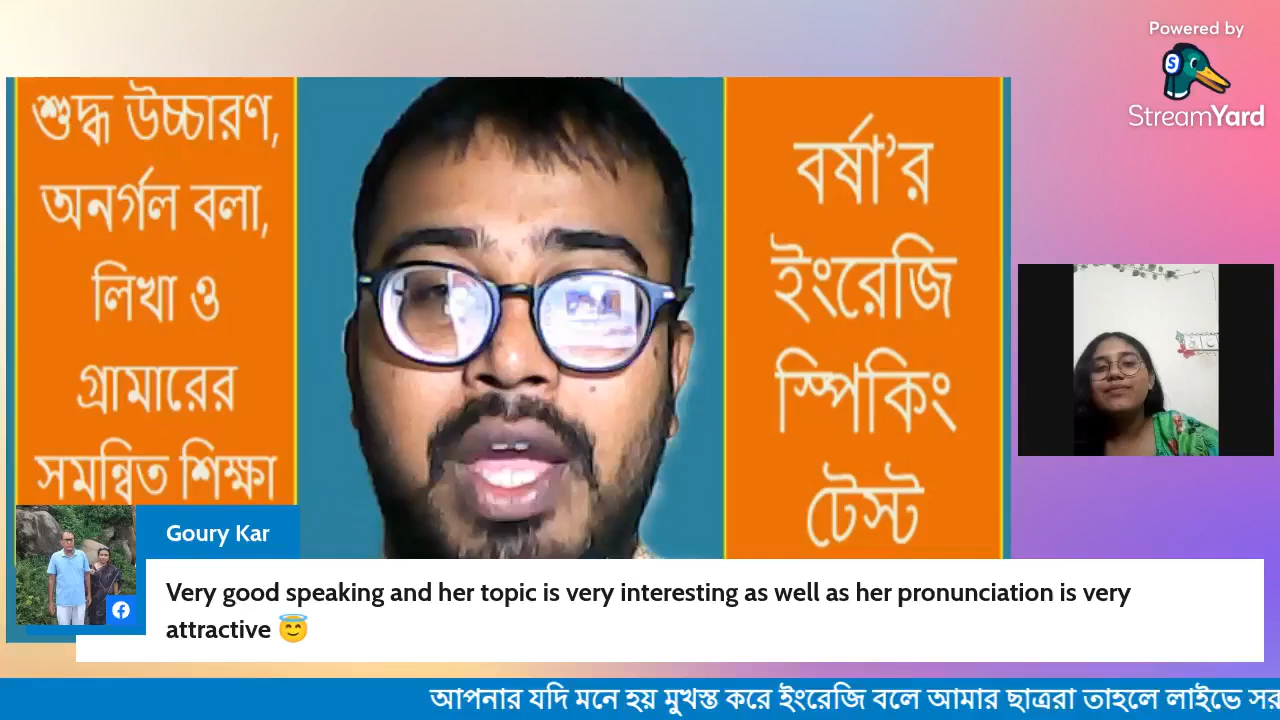 Powered by
StreamYard
শুদ্ধ উচ্চারণ,
অনর্গল বলা,
লিখা ও
গ্রামারের
সমন্বিত শিক্ষা
বর্ষা’র
ইংরেজি
স্পিকিং
টেস্ট
Goury Kar
Very good speaking and her topic is very interesting as well as her pronunciation is very
attractive 😇
আপনার যদি মনে হয় মুখস্ত করে ইংরেজি বলে আমার ছাত্ররা তাহলে লাইভে